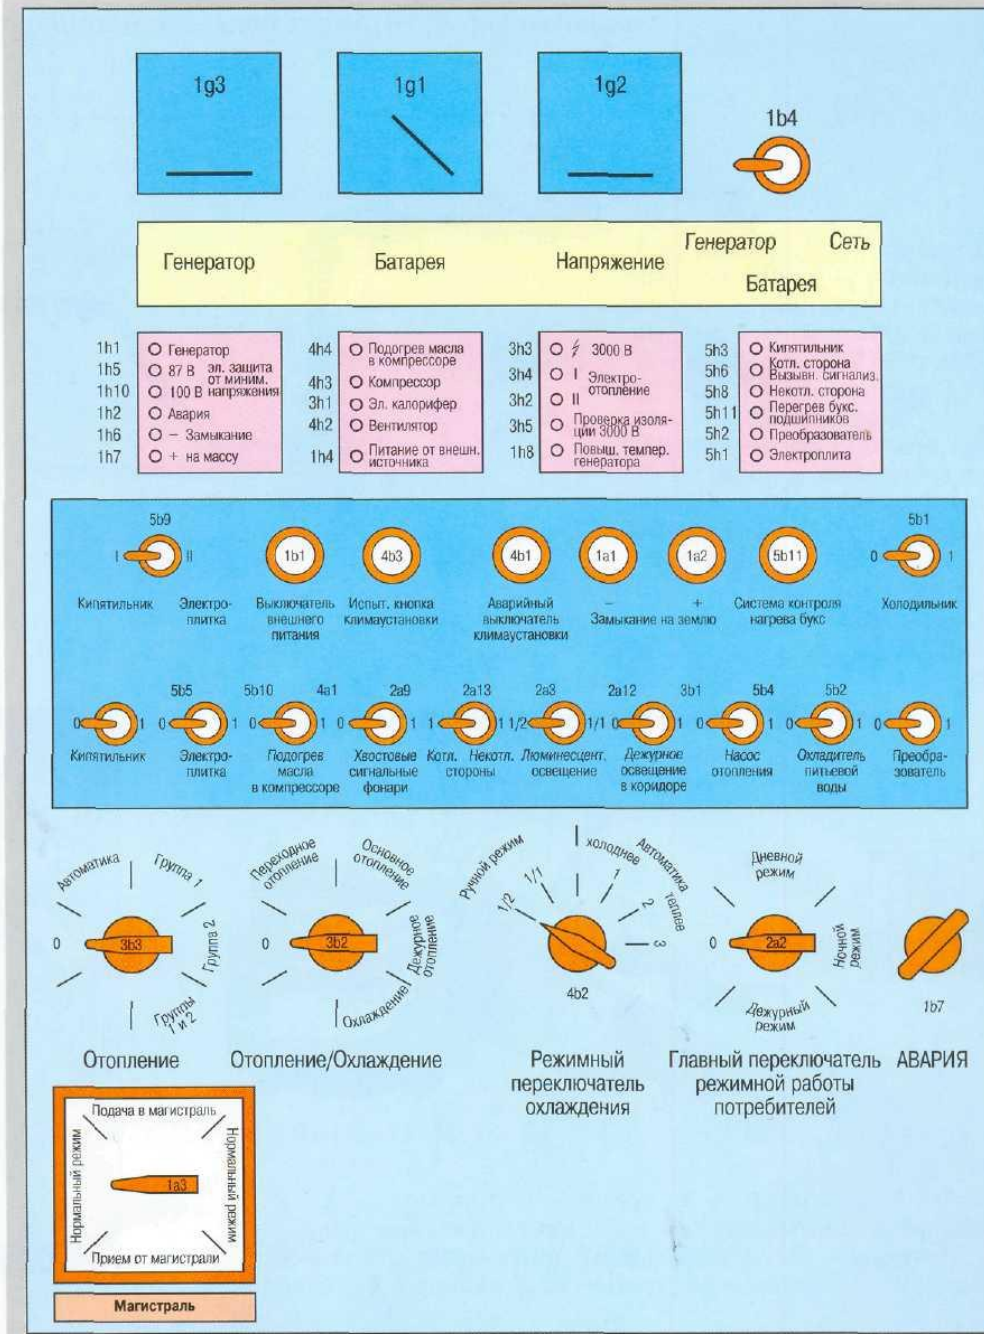 1g3
1g1
1g2
1b4
Генератор
Батарея
Напряжение
Генератор Сеть
Батарея
1h1 Генератор
1h5 87 В эл. защита
от миним.
1h10 100 В напряжения
1h2 Авария
1h6 – Замыкание
1h7 + на массу
4h4 Подогрев масла
в компрессоре
4h3 Компрессор
3h1 Эл. калорифер
4h2 Вентилятор
1h4 Питание от внешн.
источника
3h3 3000 В
3h4 I Электро-
отопление
3h2 II
3h5 Проверка изоля-
ции 3000 В
1h8 Повыш. темпер.
генератора
5h3 Кипятильник
5h6 Котл. сторона
Вызывн. сигнализ.
5h8 Некотл. сторона
5h11 Перегрев букс.
подшипников
5h2 Преобразователь
5h1 Электроплита
5b9
I II
Кипятильник Электро-
плитка
1b1
Выключатель
внешнего
питания
4b3
Испыт. кнопка
климаустановки
4b1
Аварийный
выключатель
климаустановки
1a1 1a2
– +
Замыкание на землю
5b11
Система контроля
нагрева букс
5b1
0 1
Холодильник
5b5 5b10 4a1 2a9 2a13 2a3 2a12 3b1 5b4 5b2
0 1 0 1 0 1 0 1 1 1 1/2 1/1 0 1 0 1 0 1 0 1
Кипятильник
Электро-
плитка
Подогрев
масла
в компрессоре
Хвостовые
сигнальные
фонари
Котл. Некотл.
стороны
Люминесцент.
освещение
Дежурное
освещение
в коридоре
Насос
отопления
Охладитель
питьевой
воды
Преобра-
зователь
0
Автоматика
Группа 1
Группа 2
Группы
1 и 2
3b3
Отопление
0
Переходное
отопление
Основное
отопление
Дежурное
отопление
Охлаждение
3b2
Отопление/Охлаждение
Ручной режим
1/2
1/1
холоднее
Автоматика
теплее
1
2
3
4b2
Режимный
переключатель
охлаждения
0
Дневной
режим
Ночной
режим
Дежурный
режим
2a2
Главный переключатель
режимной работы
потребителей
1b7
АВАРИЯ
Подача в магистраль
Нормальный режим
Нормальный режим
1a3
Прием от магистрали
Магистраль